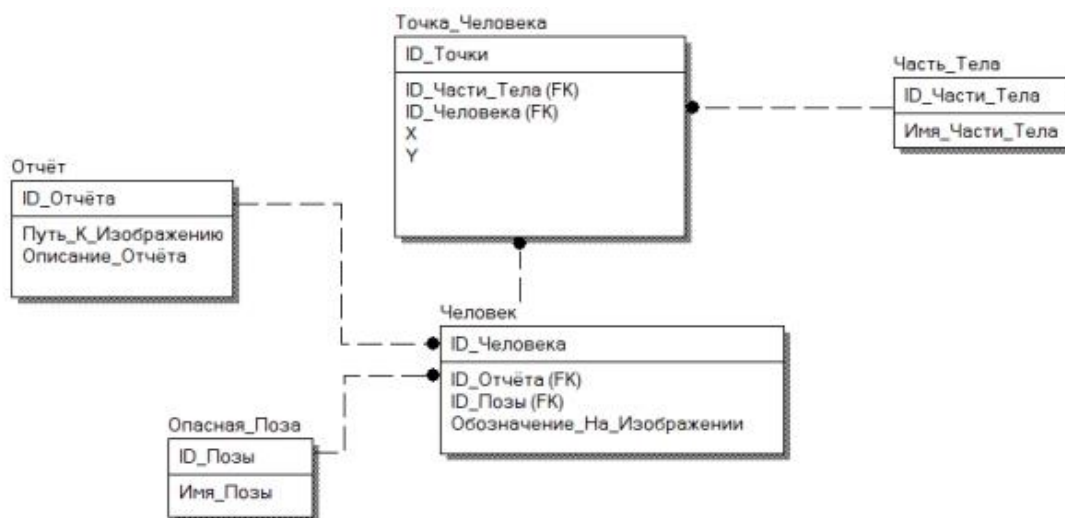 Точка_Человека
ID_Точки
ID_Части_Тела (FK)
ID_Человека (FK)
X
Y
Часть_Тела
ID_Части_Тела
Имя_Части_Тела
Отчёт
ID_Отчёта
Путь_К_Изображению
Описание_Отчёта
Человек
ID_Человека
ID_Отчёта (FK)
ID_Позы (FK)
Обозначение_На_Изображении
Опасная_Поза
ID_Позы
Имя_Позы